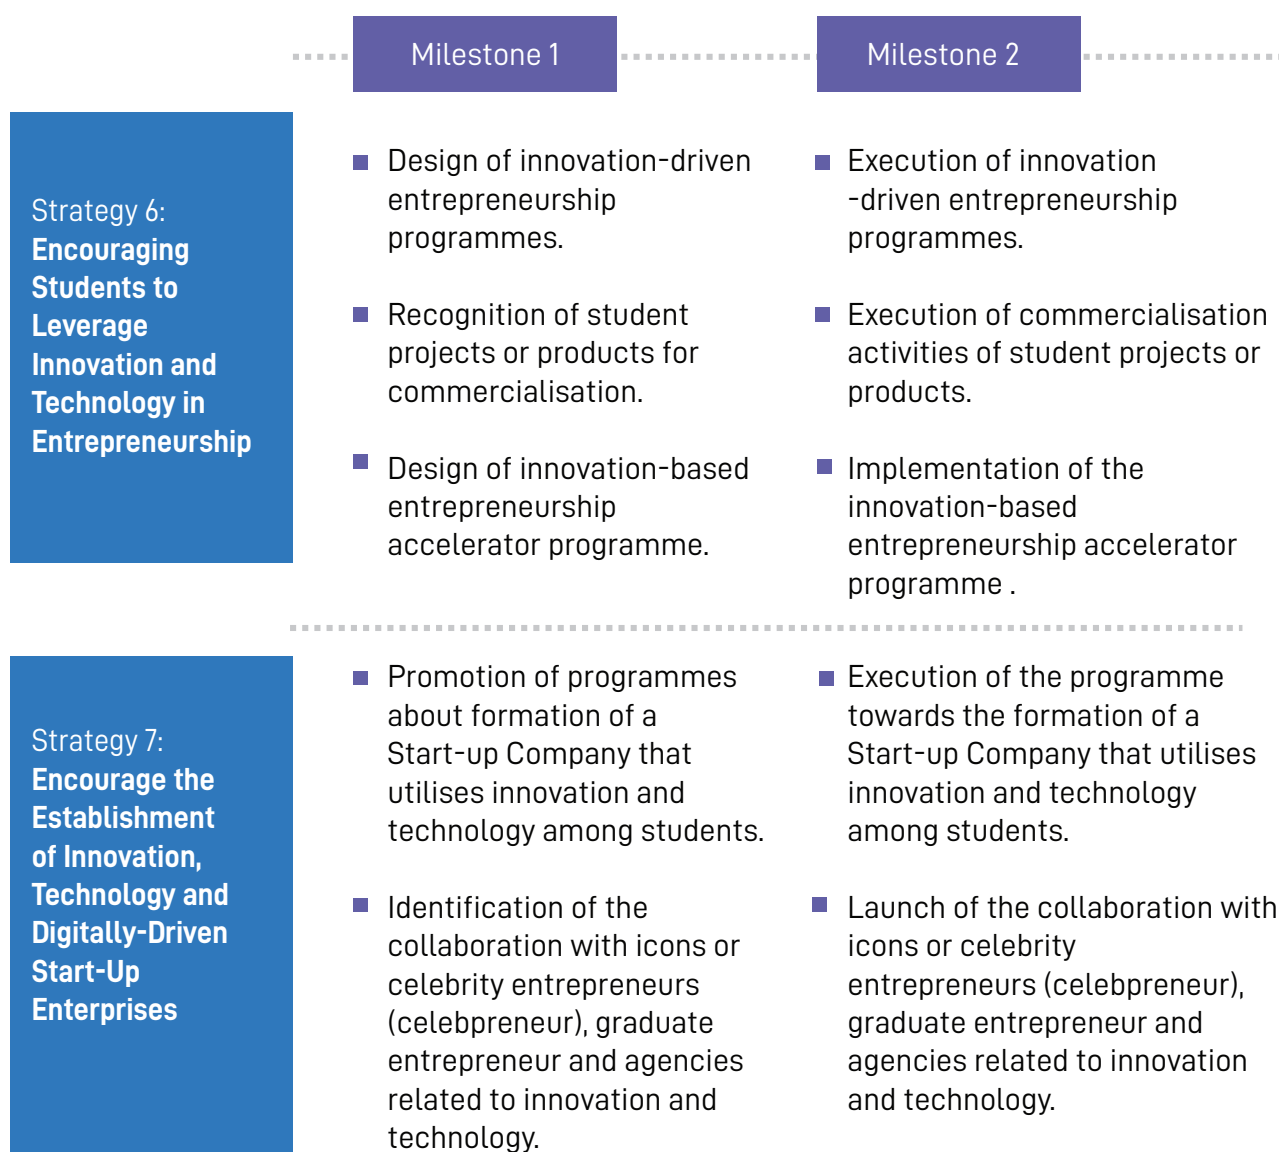 Milestone 1
Milestone 2
Strategy 6:
Encouraging
Students to
Leverage
Innovation and
Technology in
Entrepreneurship
Design of innovation-driven
entrepreneurship
programmes.
Recognition of student
projects or products for
commercialisation.
Design of innovation-based
entrepreneurship
accelerator programme.
Execution of innovation
-driven entrepreneurship
programmes.
Execution of commercialisation
activities of student projects or
products.
Implementation of the
innovation-based
entrepreneurship accelerator
programme .
Strategy 7:
Encourage the
Establishment
of Innovation,
Technology and
Digitally-Driven
Start-Up
Enterprises
Promotion of programmes
about formation of a
Start-up Company that
utilises innovation and
technology among students.
Identification of the
collaboration with icons or
celebrity entrepreneurs
(celebpreneur), graduate
entrepreneur and agencies
related to innovation and
technology.
Execution of the programme
towards the formation of a
Start-up Company that utilises
innovation and technology
among students.
Launch of the collaboration with
icons or celebrity
entrepreneurs (celebpreneur),
graduate entrepreneur and
agencies related to innovation
and technology.